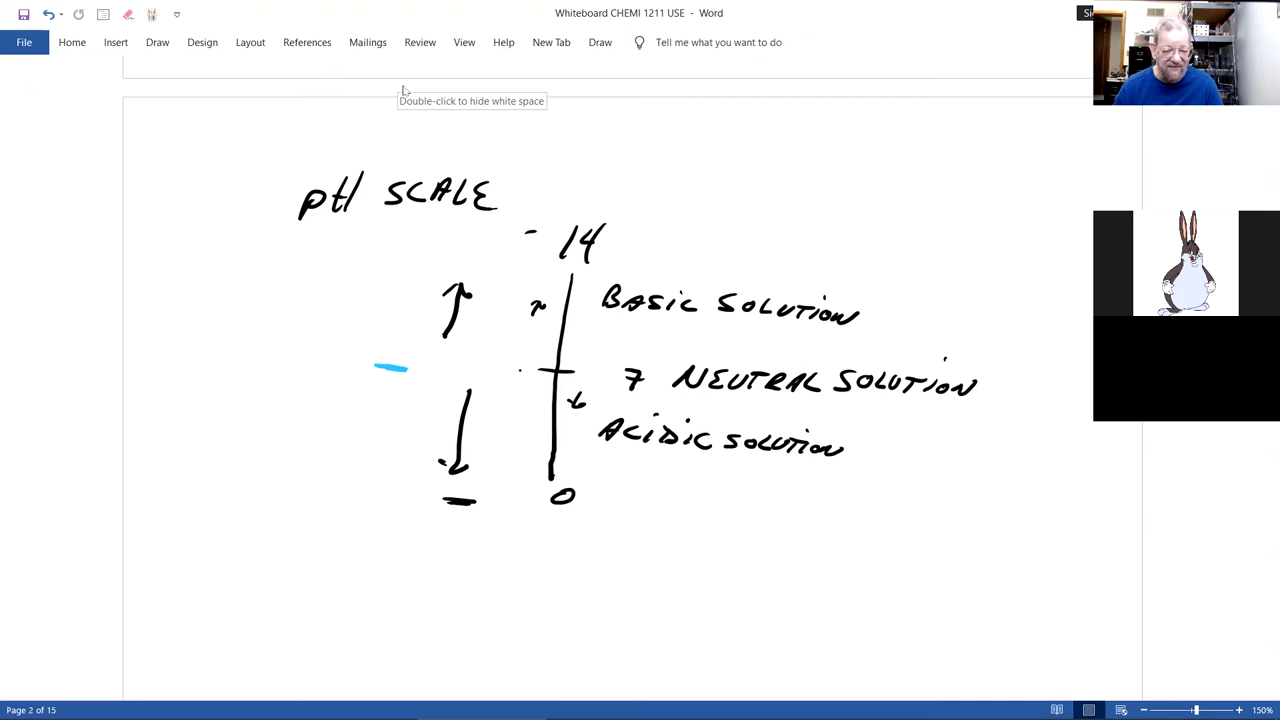 Whiteboard CHEMI 1211 USE - Word
File Home Insert Draw Design Layout References Mailings Review View Help New Tab Draw Tell me what you want to do
Double-click to hide white space
pH SCALE
14
BASIC SOLUTION
7 NEUTRAL SOLUTION
ACIDIC SOLUTION
0
Page 2 of 15
150%